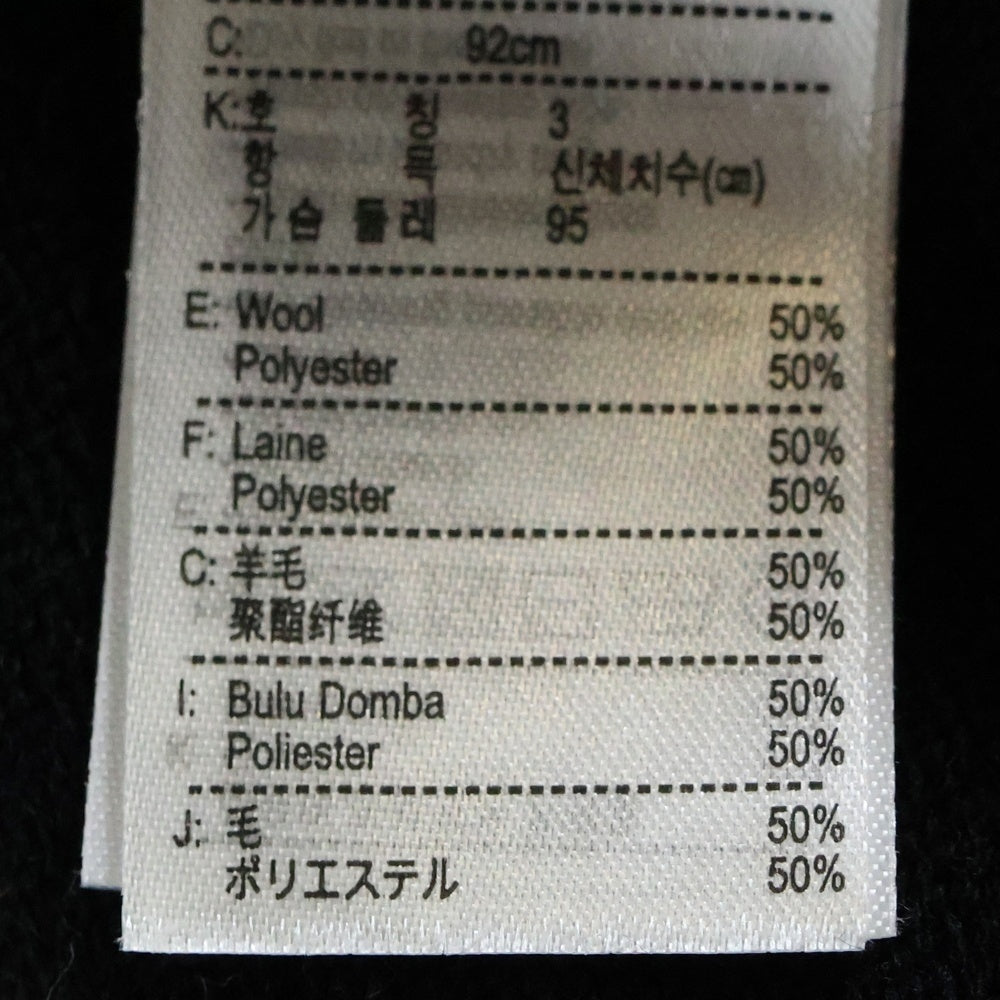 C: 92cm
K: 호 칭 3
항 목 신체치수(㎝)
가슴 둘레 95
E: Wool 50%
Polyester 50%
F: Laine 50%
Polyester 50%
C: 羊毛 50%
聚酯纤维 50%
I: Bulu Domba 50%
Poliester 50%
J: 毛 50%
ポリエステル 50%